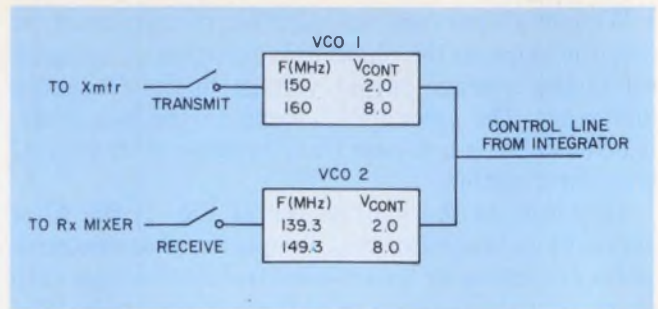 VCO 1
F(MHz) VCONT
150 2.0
160 8.0
TO Xmtr
TRANSMIT
CONTROL LINE
FROM INTEGRATOR
VCO 2
F(MHz) VCONT
139.3 2.0
149.3 8.0
TO Rx MIXER
RECEIVE